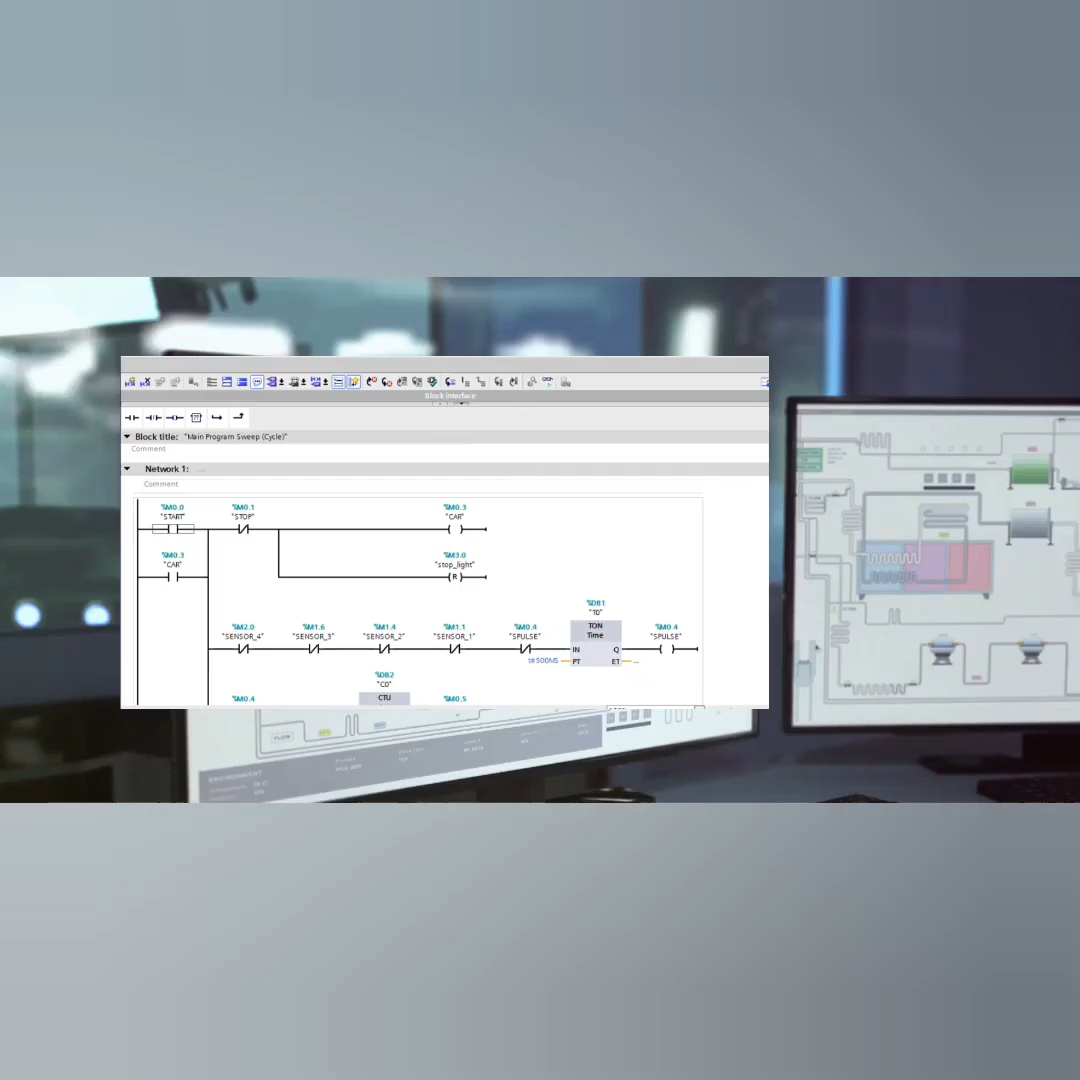 Block interface
Block title: "Main Program Sweep (Cycle)"
Comment
Network 1: ....
Comment
%M0.0 %M0.1 %M0.3
"START" "STOP" "CAR"
%M0.3 %M3.0
"CAR" "stop_light"
( R )
%DB1
"T0"
%M2.0 %M1.6 %M1.4 %M1.1 %M0.4 TON %M0.4
"SENSOR_4" "SENSOR_3" "SENSOR_2" "SENSOR_1" "SPULSE" Time "SPULSE"
IN Q
t#500MS PT ET ...
%DB2
"C0"
%M0.4 CTU %M0.5
FLOW
ENVIRONMENT